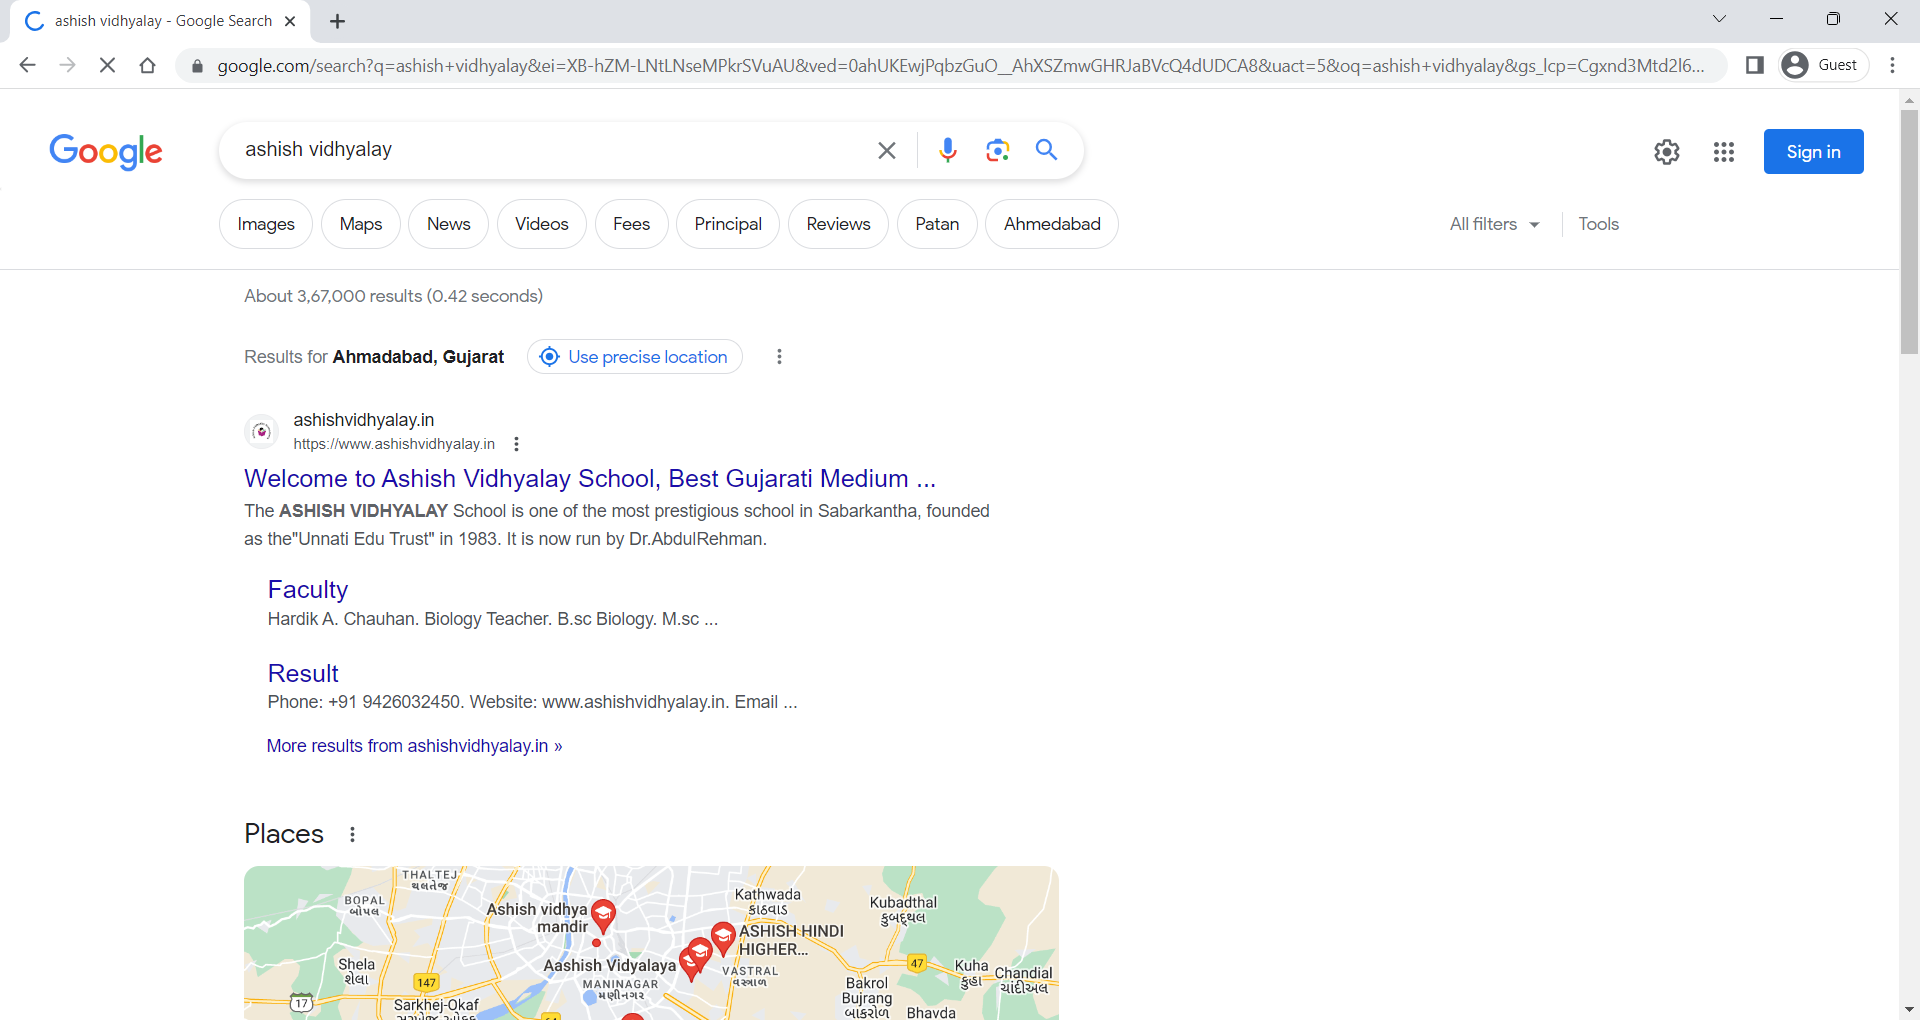 ashish vidhyalay - Google Search
google.com/search?q=ashish+vidhyalay&ei=XB-hZM-LNtLNseMPkrSVuAU&ved=0ahUKEwjPqbzGuO__AhXSZmwGHRJaBVcQ4dUDCA8&uact=5&oq=ashish+vidhyalay&gs_lcp=Cgxnd3Mtd2l6...
Guest
Google
ashish vidhyalay
Sign in
Images
Maps
News
Videos
Fees
Principal
Reviews
Patan
Ahmedabad
All filters
Tools
About 3,67,000 results (0.42 seconds)
Results for Ahmadabad, Gujarat
Use precise location
ashishvidhyalay.in
https://www.ashishvidhyalay.in
Welcome to Ashish Vidhyalay School, Best Gujarati Medium ...
The ASHISH VIDHYALAY School is one of the most prestigious school in Sabarkantha, founded
as the"Unnati Edu Trust" in 1983. It is now run by Dr.AbdulRehman.
Faculty
Hardik A. Chauhan. Biology Teacher. B.sc Biology. M.sc ...
Result
Phone: +91 9426032450. Website: www.ashishvidhyalay.in. Email ...
More results from ashishvidhyalay.in »
Places
THALTEJ
થલતેજ
BOPAL
બોપલ
Ashish vidhya
mandir
Kathwada
કાઠવાડ
Kubadthal
કુબદ્થલ
ASHISH HINDI
HIGHER...
Aashish Vidyalaya
VASTRAL
વસ્ત્રાલ
MANINAGAR
મણીનગર
Shela
શેલા
147
17
Sarkhej-Okaf
47
Kuha
કુહા
Chandial
ચાંદીઅલ
Bakrol
Bujrang
બાકરોળ
Bhavda